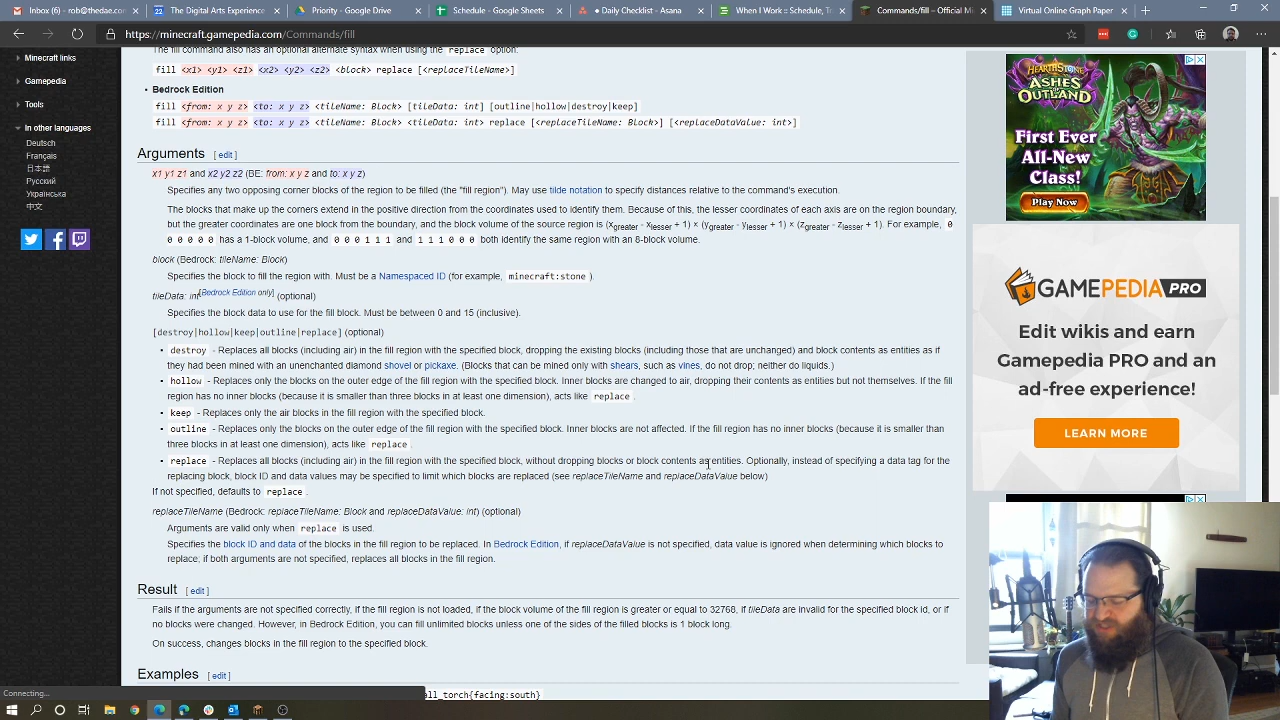 [EXTERNAL] Re:
The Digital Arts Experience
Priority - Google Drive
Schedule - Google Sheets
• Daily Checklist - Asana
When I Work :: Schedule, Ta
Commands/fill – Official Mi
Virtual Paper | Tools
https://minecraft.gamepedia.com/Commands/fill
Minecraft links
Gamepedia
Tools
In other languages
Deutsch
Français
日本語
Русский
Українська
中文
The fill command also has an optional alternate syntax when using the replace option:
fill <x1> <y1> <z1> <x2> <y2> <z2> <block> replace [<replaceTileName>]
Bedrock Edition
fill <from: x y z> <to: x y z> <tileName: Block> [tileData: int] [outline|hollow|destroy|keep]
fill <from: x y z> <to: x y z> <tileName: Block> <tileData: int> replace [<replaceTileName: Block>] [<replaceDataValue: int>]
Arguments [ edit ]
x1 y1 z1 and x2 y2 z2 (BE: from: x y z and to: x y z)
Specifies any two opposing corner blocks of the region to be filled (the "fill region"). May use tilde notation to specify distances relative to the command's execution.
The blocks that make up the corners extend in the positive direction from the coordinates used to identify them. Because of this, the lesser coordinates of each axis are on the region boundary,
but the greater coordinates are one block from the boundary, and the block volume of the source region is (xgreater - xlesser + 1) × (ygreater - ylesser + 1) × (zgreater - zlesser + 1). For example, 0
0 0 0 0 0 has a 1-block volume, and 0 0 0 1 1 1 and 1 1 1 0 0 0 both identify the same region with an 8-block volume.
block (Bedrock: tileName: Block)
Specifies the block to fill the region with. Must be a Namespaced ID (for example, minecraft:stone ).
tileData: int[Bedrock Edition only] (optional)
Specifies the block data to use for the fill block. Must be between 0 and 15 (inclusive).
[destroy|hollow|keep|outline|replace] (optional)
destroy - Replaces all blocks (including air) in the fill region with the specified block, dropping the existing blocks (including those that are unchanged) and block contents as entities as if
they had been mined with an unenchanted diamond shovel or pickaxe. (Blocks that can be mined only with shears, such as vines, do not drop; neither do liquids.)
hollow - Replaces only the blocks on the outer edge of the fill region with the specified block. Inner blocks are changed to air, dropping their contents as entities but not themselves. If the fill
region has no inner blocks (because it is smaller than three blocks in at least one dimension), acts like replace .
keep - Replaces only the air blocks in the fill region with the specified block.
outline - Replaces only the blocks on the outer edge of the fill region with the specified block. Inner blocks are not affected. If the fill region has no inner blocks (because it is smaller than
three blocks in at least one dimension), acts like replace .
replace - Replaces all blocks (including air) in the fill region with the specified block, without dropping blocks or block contents as entities. Optionally, instead of specifying a data tag for the
replacing block, block ID and data values may be specified to limit which blocks are replaced (see replaceTileName and replaceDataValue below)
If not specified, defaults to replace .
replaceTileName (Bedrock: replaceTileName: Block and replaceDataValue: int) (optional)
Arguments are valid only when replace is used.
Specifies the block ID and data of the blocks in the fill region to be replaced. In Bedrock Edition, if replaceDataValue is not specified, data value is ignored when determining which blocks to
replace; if both arguments are not specified, replaces all blocks in the fill region.
Result [ edit ]
Fails if the arguments are not specified correctly, if the fill region is not loaded, if the block volume of the fill region is greater or equal to 32768, if tileData are invalid for the specified block id, or if
no blocks were changed. However, in Bedrock Edition, you can fill unlimited blocks unless one of the sides of the filled blocks is 1 block long.
On success, changes blocks in the fill region to the specified block.
Examples [ edit ]
all_torch{facing:south}
Connecting...
HEARTHSTONE
ASHES
OF
OUTLAND
First Ever
All-New
Class!
Play Now
GAMEPEDIA PRO
Edit wikis and earn
Gamepedia PRO and an
ad-free experience!
LEARN MORE